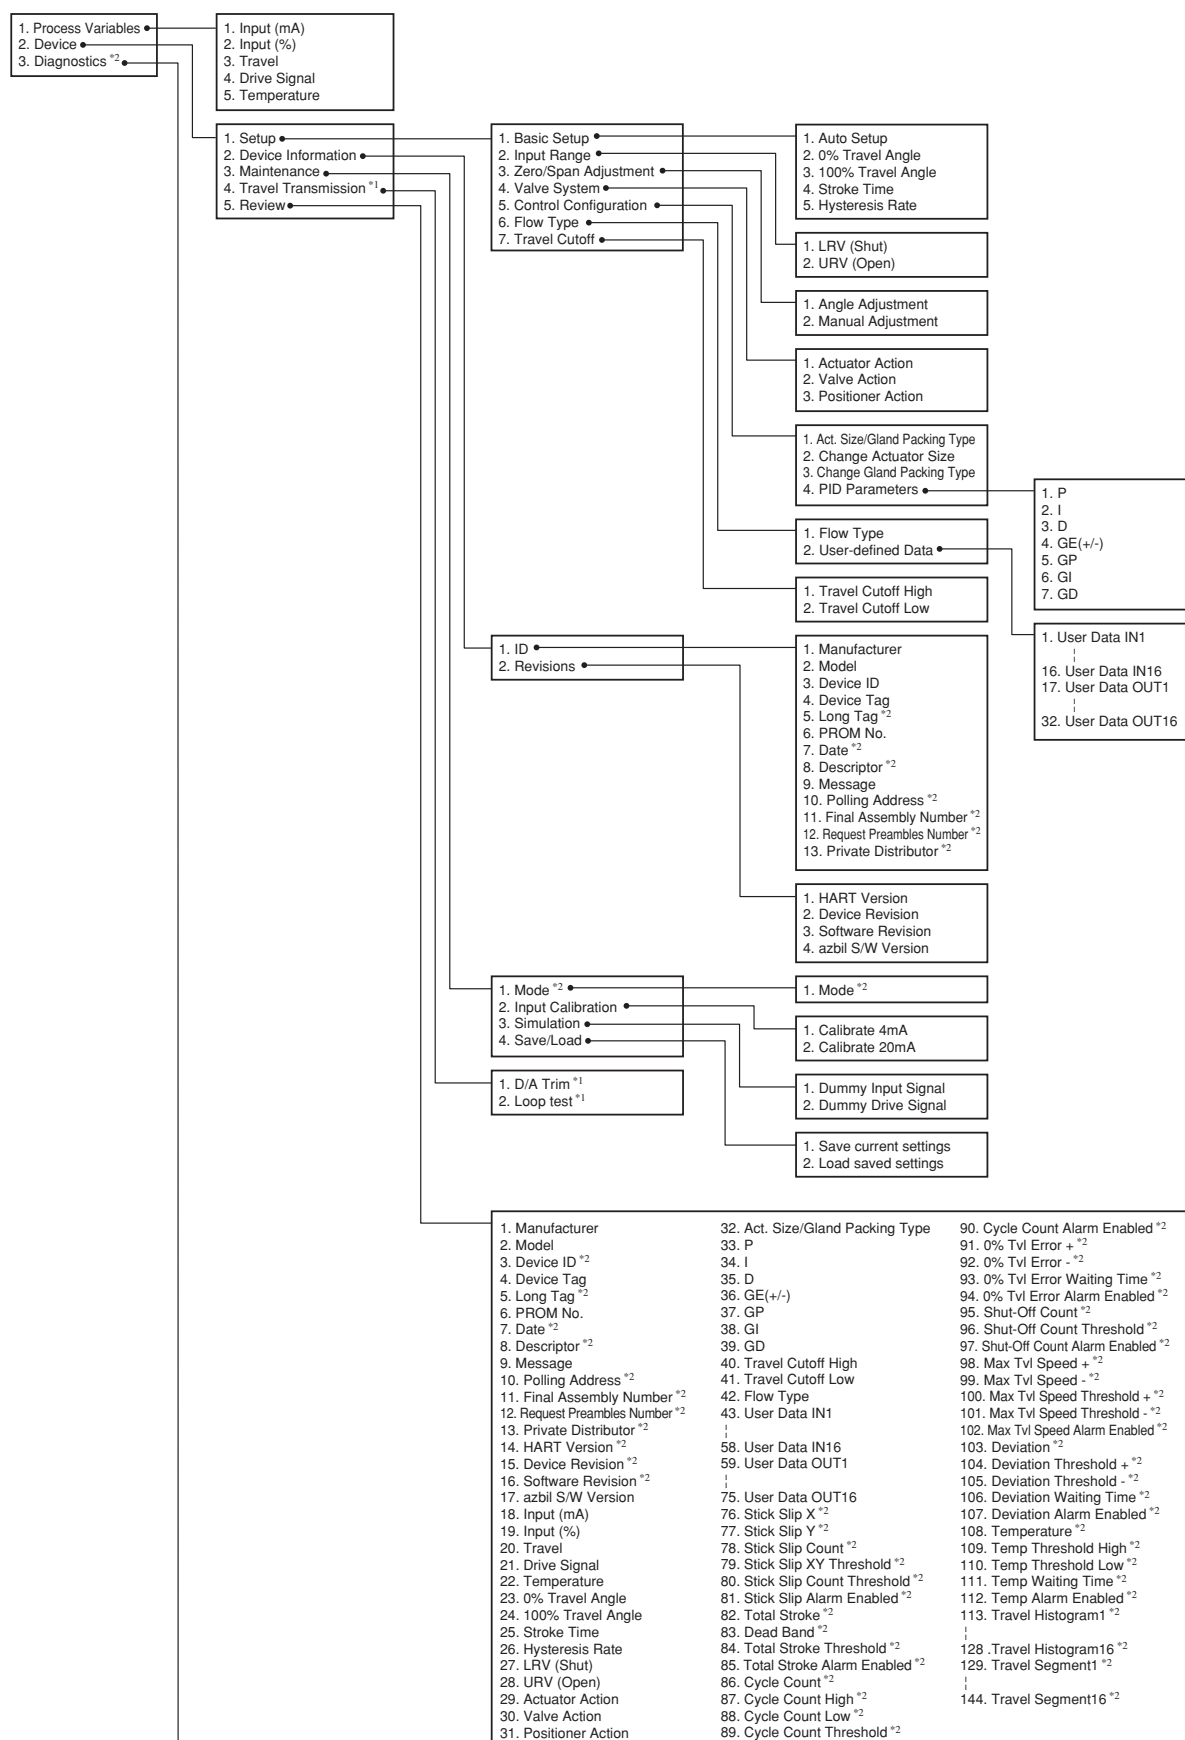 1. Process Variables
2. Device
3. Diagnostics *2
1. Input (mA)
2. Input (%)
3. Travel
4. Drive Signal
5. Temperature
1. Setup
2. Device Information
3. Maintenance
4. Travel Transmission *1
5. Review
1. Basic Setup
2. Input Range
3. Zero/Span Adjustment
4. Valve System
5. Control Configuration
6. Flow Type
7. Travel Cutoff
1. Auto Setup
2. 0% Travel Angle
3. 100% Travel Angle
4. Stroke Time
5. Hysteresis Rate
1. LRV (Shut)
2. URV (Open)
1. Angle Adjustment
2. Manual Adjustment
1. Actuator Action
2. Valve Action
3. Positioner Action
1. Act. Size/Gland Packing Type
2. Change Actuator Size
3. Change Gland Packing Type
4. PID Parameters
1. P
2. I
3. D
4. GE(+/-)
5. GP
6. GI
7. GD
1. Flow Type
2. User-defined Data
1. User Data IN1
16. User Data IN16
17. User Data OUT1
32. User Data OUT16
1. Travel Cutoff High
2. Travel Cutoff Low
1. ID
2. Revisions
1. Manufacturer
2. Model
3. Device ID
4. Device Tag
5. Long Tag *2
6. PROM No.
7. Date *2
8. Descriptor *2
9. Message
10. Polling Address *2
11. Final Assembly Number *2
12. Request Preambles Number *2
13. Private Distributor *2
1. HART Version
2. Device Revision
3. Software Revision
4. azbil S/W Version
1. Mode *2
2. Input Calibration
3. Simulation
4. Save/Load
1. Mode *2
1. Calibrate 4mA
2. Calibrate 20mA
1. Dummy Input Signal
2. Dummy Drive Signal
1. Save current settings
2. Load saved settings
1. D/A Trim *1
2. Loop test *1
1. Manufacturer
2. Model
3. Device ID *2
4. Device Tag
5. Long Tag *2
6. PROM No.
7. Date *2
8. Descriptor *2
9. Message
10. Polling Address *2
11. Final Assembly Number *2
12. Request Preambles Number *2
13. Private Distributor *2
14. HART Version *2
15. Device Revision *2
16. Software Revision *2
17. azbil S/W Version
18. Input (mA)
19. Input (%)
20. Travel
21. Drive Signal
22. Temperature
23. 0% Travel Angle
24. 100% Travel Angle
25. Stroke Time
26. Hysteresis Rate
27. LRV (Shut)
28. URV (Open)
29. Actuator Action
30. Valve Action
31. Positioner Action
32. Act. Size/Gland Packing Type
33. P
34. I
35. D
36. GE(+/-)
37. GP
38. GI
39. GD
40. Travel Cutoff High
41. Travel Cutoff Low
42. Flow Type
43. User Data IN1
58. User Data IN16
59. User Data OUT1
75. User Data OUT16
76. Stick Slip X *2
77. Stick Slip Y *2
78. Stick Slip Count *2
79. Stick Slip XY Threshold *2
80. Stick Slip Count Threshold *2
81. Stick Slip Alarm Enabled *2
82. Total Stroke *2
83. Dead Band *2
84. Total Stroke Threshold *2
85. Total Stroke Alarm Enabled *2
86. Cycle Count *2
87. Cycle Count High *2
88. Cycle Count Low *2
89. Cycle Count Threshold *2
90. Cycle Count Alarm Enabled *2
91. 0% Tvl Error + *2
92. 0% Tvl Error - *2
93. 0% Tvl Error Waiting Time *2
94. 0% Tvl Error Alarm Enabled *2
95. Shut-Off Count *2
96. Shut-Off Count Threshold *2
97. Shut-Off Count Alarm Enabled *2
98. Max Tvl Speed + *2
99. Max Tvl Speed - *2
100. Max Tvl Speed Threshold + *2
101. Max Tvl Speed Threshold - *2
102. Max Tvl Speed Alarm Enabled *2
103. Deviation *2
104. Deviation Threshold + *2
105. Deviation Threshold - *2
106. Deviation Waiting Time *2
107. Deviation Alarm Enabled *2
108. Temperature *2
109. Temp Threshold High *2
110. Temp Threshold Low *2
111. Temp Waiting Time *2
112. Temp Alarm Enabled *2
113. Travel Histogram1 *2
128 .Travel Histogram16 *2
129. Travel Segment1 *2
144. Travel Segment16 *2